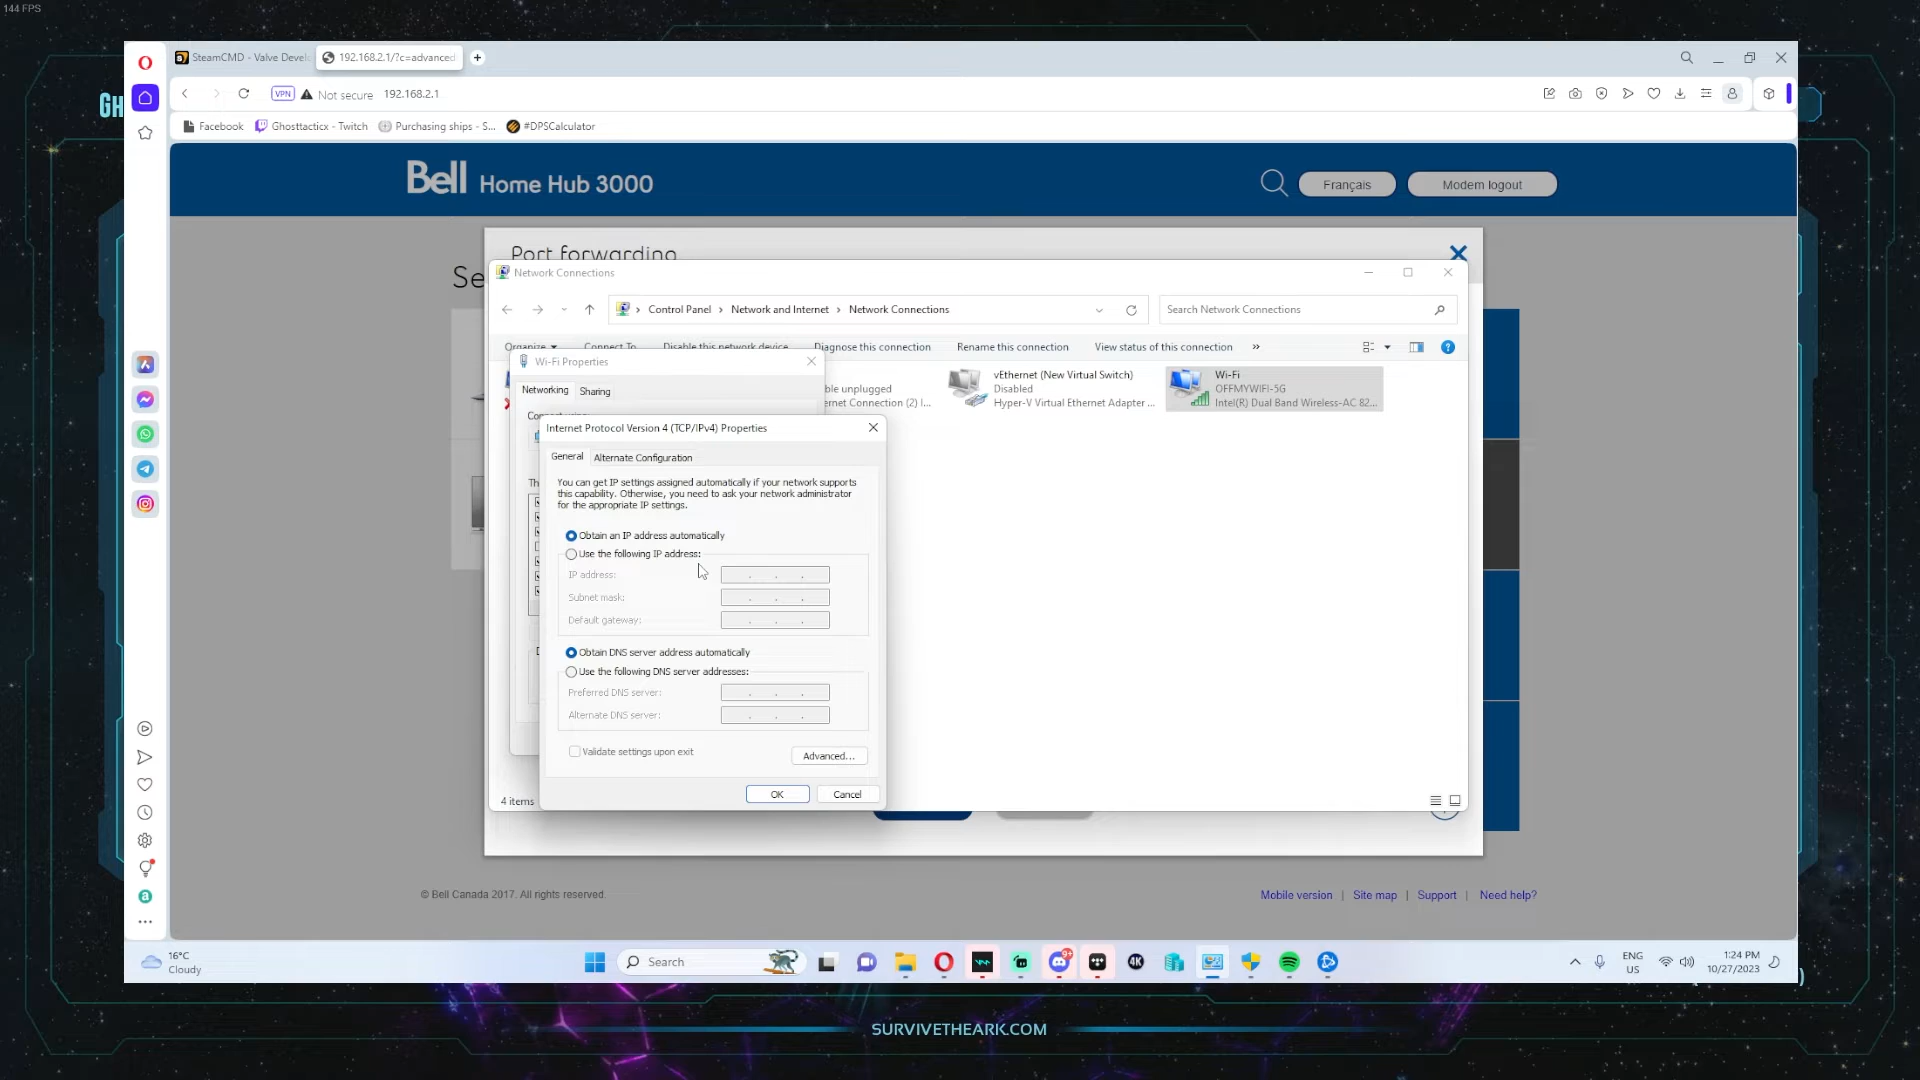 144 FPS
GH
SteamCMD - Valve Devel
192.168.2.1/?c=advanced
VPN
Not secure
192.168.2.1
Facebook
Ghosttacticx - Twitch
Purchasing ships - S...
#DPSCalculator
Bell Home Hub 3000
Français
Modem logout
Port forwarding
Se
Network Connections
Control Panel > Network and Internet > Network Connections
Search Network Connections
Organize
Connect To
Disable this network device
Diagnose this connection
Rename this connection
View status of this connection
»
Wi-Fi Properties
Networking
Sharing
ble unplugged
ernet Connection (2) I...
vEthernet (New Virtual Switch)
Disabled
Hyper-V Virtual Ethernet Adapter ...
Wi-Fi
OFFMYWIFI-5G
Intel(R) Dual Band Wireless-AC 82...
Internet Protocol Version 4 (TCP/IPv4) Properties
General
Alternate Configuration
Th
You can get IP settings assigned automatically if your network supports
this capability. Otherwise, you need to ask your network administrator
for the appropriate IP settings.
Obtain an IP address automatically
Use the following IP address:
IP address:
Subnet mask:
Default gateway:
Obtain DNS server address automatically
Use the following DNS server addresses:
Preferred DNS server:
Alternate DNS server:
Validate settings upon exit
Advanced...
OK
Cancel
4 items
© Bell Canada 2017. All rights reserved.
Mobile version | Site map | Support | Need help?
16°C
Cloudy
Search
9+
4K
ENG
US
1:24 PM
10/27/2023
SURVIVETHEARK.COM